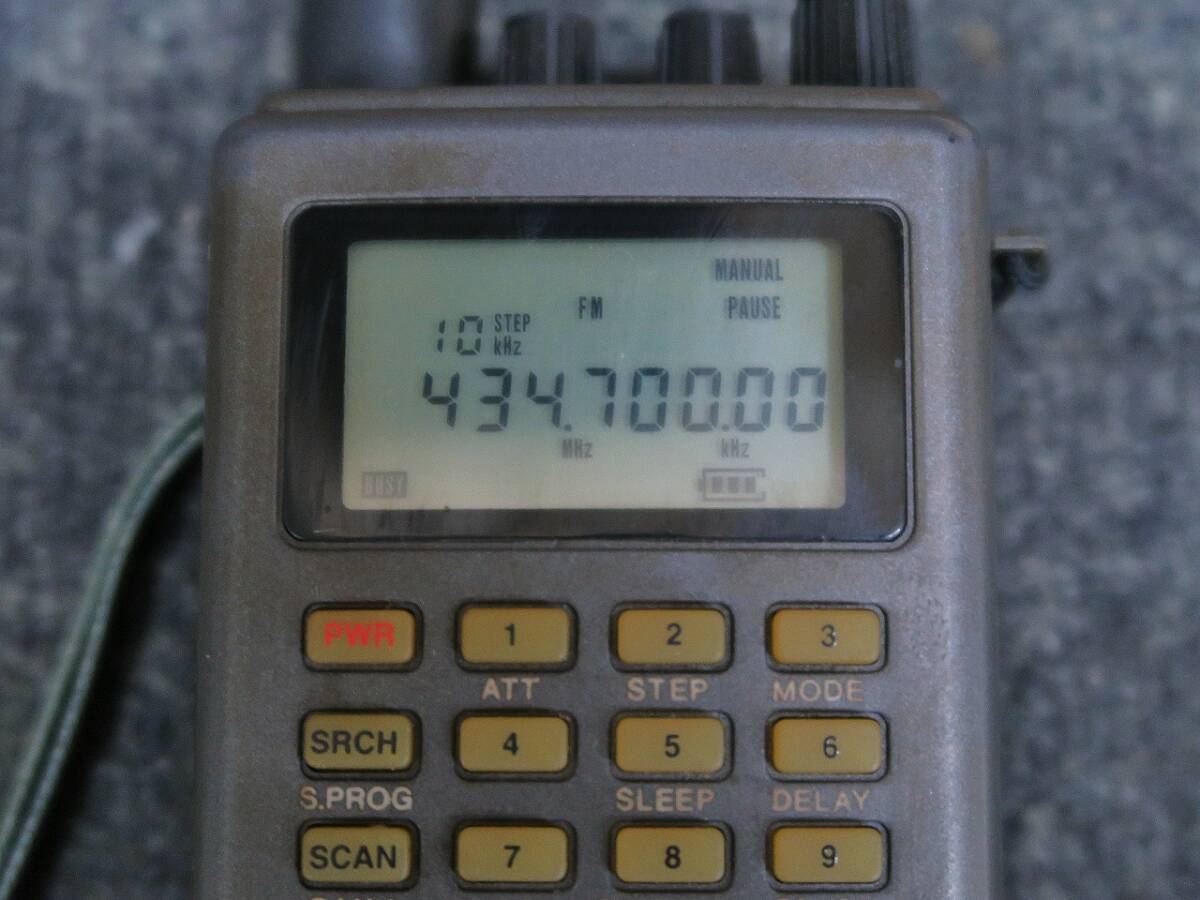 MANUAL
FM PAUSE
10 STEP
kHz
434.700.00
MHz kHz
BUSY
PWR 1 2 3
ATT STEP MODE
SRCH 4 5 6
S.PROG SLEEP DELAY
SCAN 7 8 9